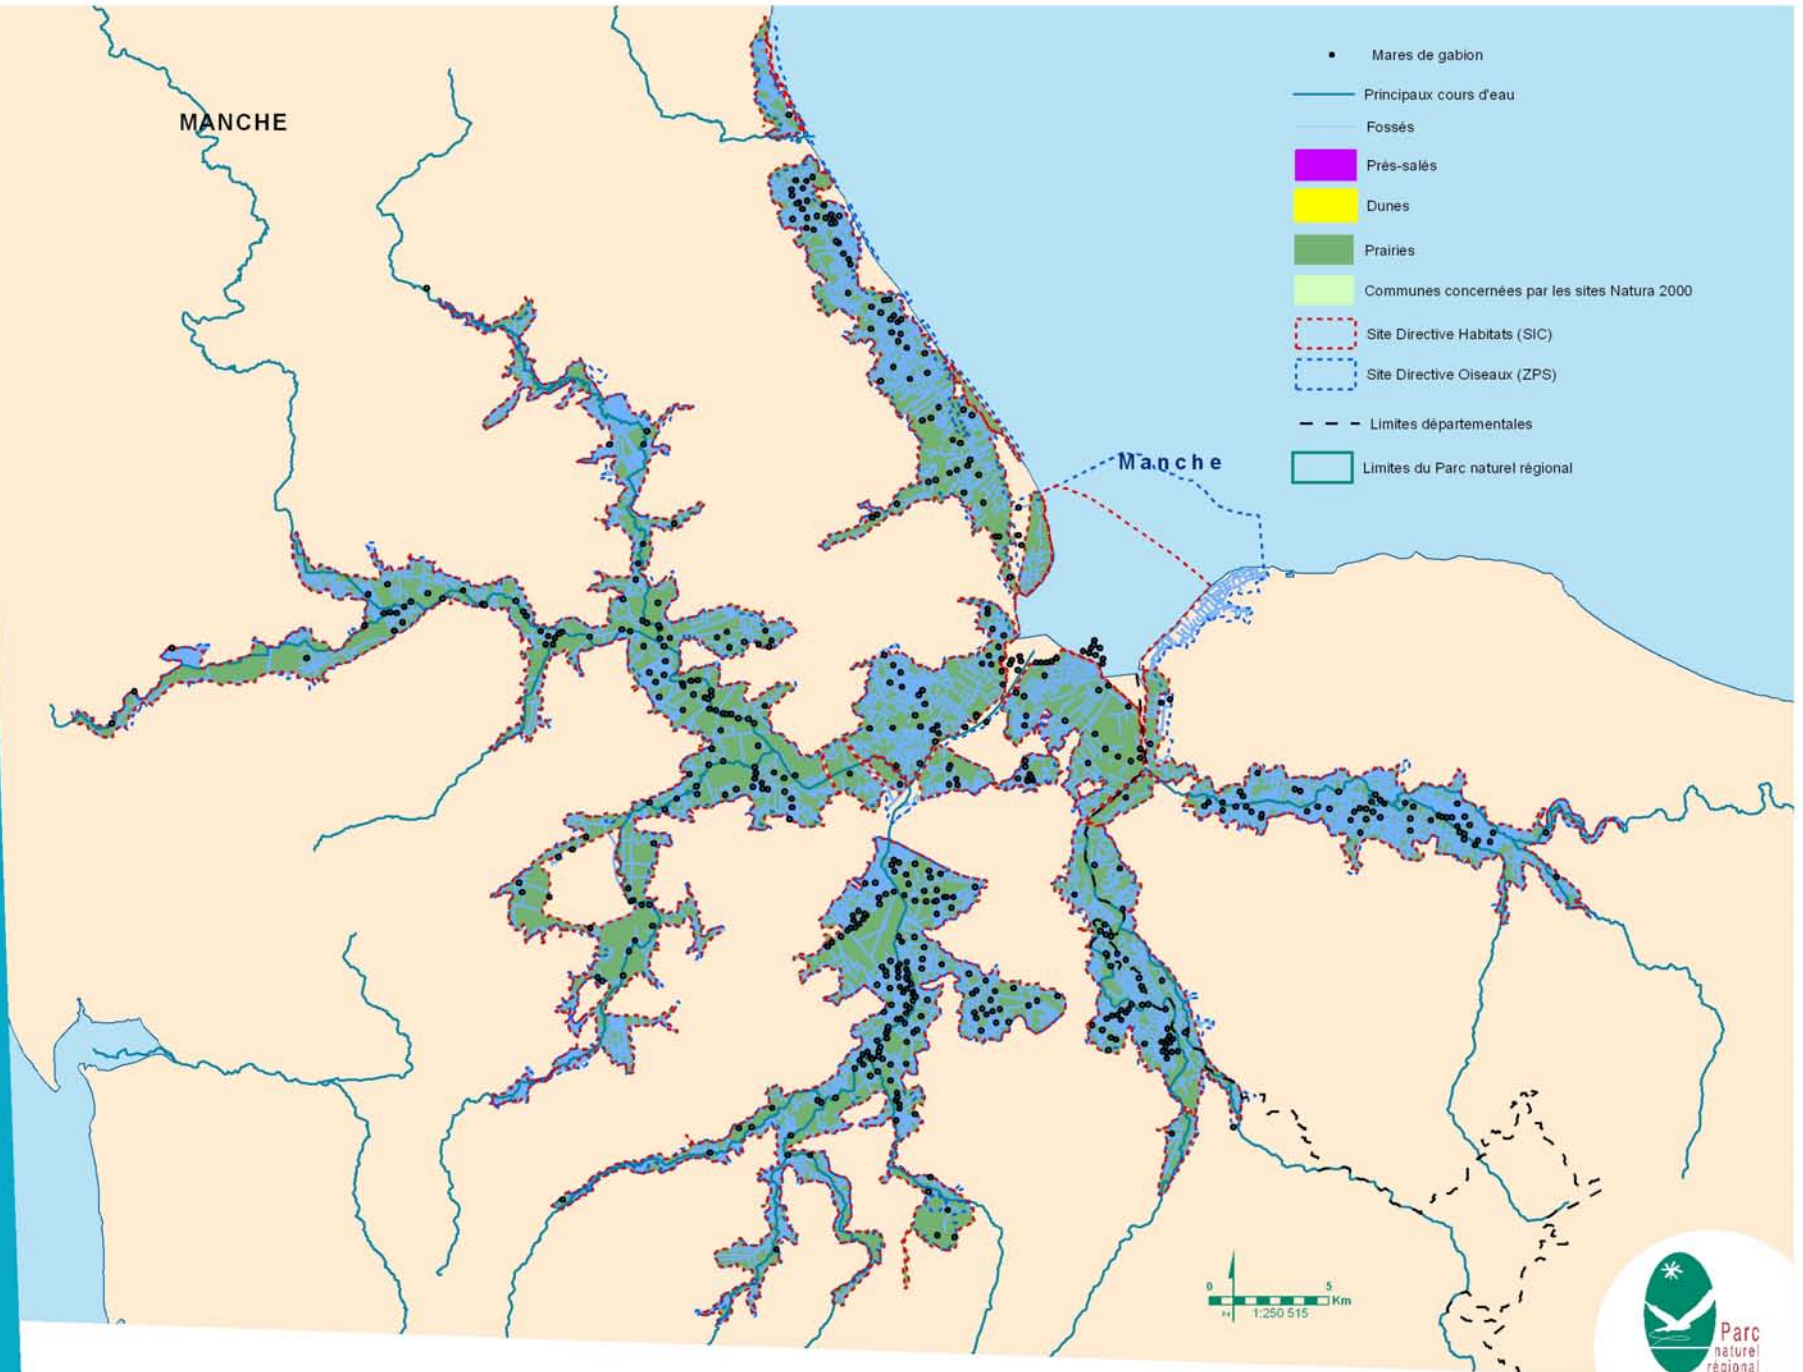 MANCHE
Mares de gabion
Principaux cours d'eau
Fossés
Près-salés
Dunes
Prairies
Communes concernées par les sites Natura 2000
Site Directive Habitats (SIC)
Site Directive Oiseaux (ZPS)
Limites départementales
Limites du Parc naturel régional
Manche
0 5
Km
N
1:250 515
Parc
naturel
régional